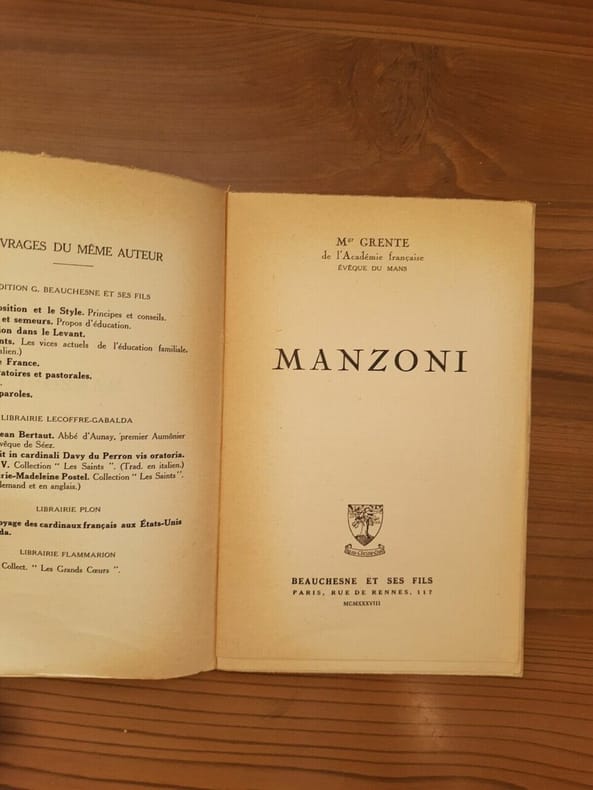 VRAGES DU MÊME AUTEUR
DITION G. BEAUCHESNE ET SES FILS
osition et le Style. Principes et conseils.
et semeurs. Propos d'éducation.
ion dans le Levant.
nts. Les vices actuels de l'éducation familiale.
alien.)
e France.
atoires et pastorales.
paroles.
LIBRAIRIE LECOFFRE-GABALDA
ean Bertaut. Abbé d'Aunay, premier Aumônier
vêque de Séez.
it in cardinali Davy du Perron vis oratoria.
V. Collection " Les Saints ". (Trad. en italien.)
rie-Madeleine Postel. Collection " Les Saints".
lemand et en anglais.)
LIBRAIRIE PLON
oyage des cardinaux français aux États-Unis
da.
LIBRAIRIE FLAMMARION
Collect. " Les Grands Cœurs ".
Mgr GRENTE
de l'Académie française
ÉVÊQUE DU MANS
MANZONI
BEAUCHESNE ET SES FILS
PARIS, RUE DE RENNES, 117
MCMXXXVIII